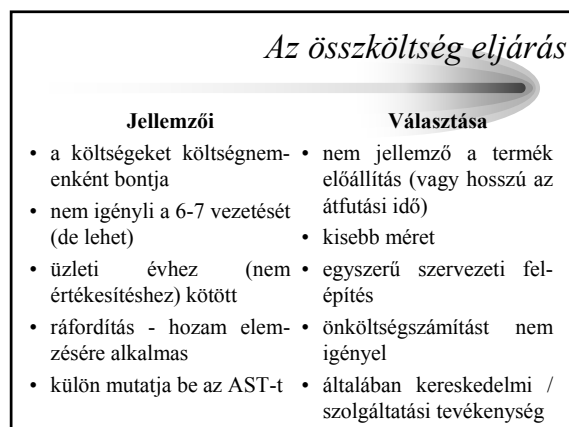 Az összköltség eljárás
Jellemzői
• a költségeket költségnem-
enként bontja
• nem igényli a 6-7 vezetését
(de lehet)
• üzleti évhez (nem
értékesítéshez) kötött
• ráfordítás - hozam elem-
zésére alkalmas
• külön mutatja be az AST-t
Választása
• nem jellemző a termék
előállítás (vagy hosszú az
átfutási idő)
• kisebb méret
• egyszerű szervezeti fel-
építés
• önköltségszámítást nem
igényel
• általában kereskedelmi /
szolgáltatási tevékenység